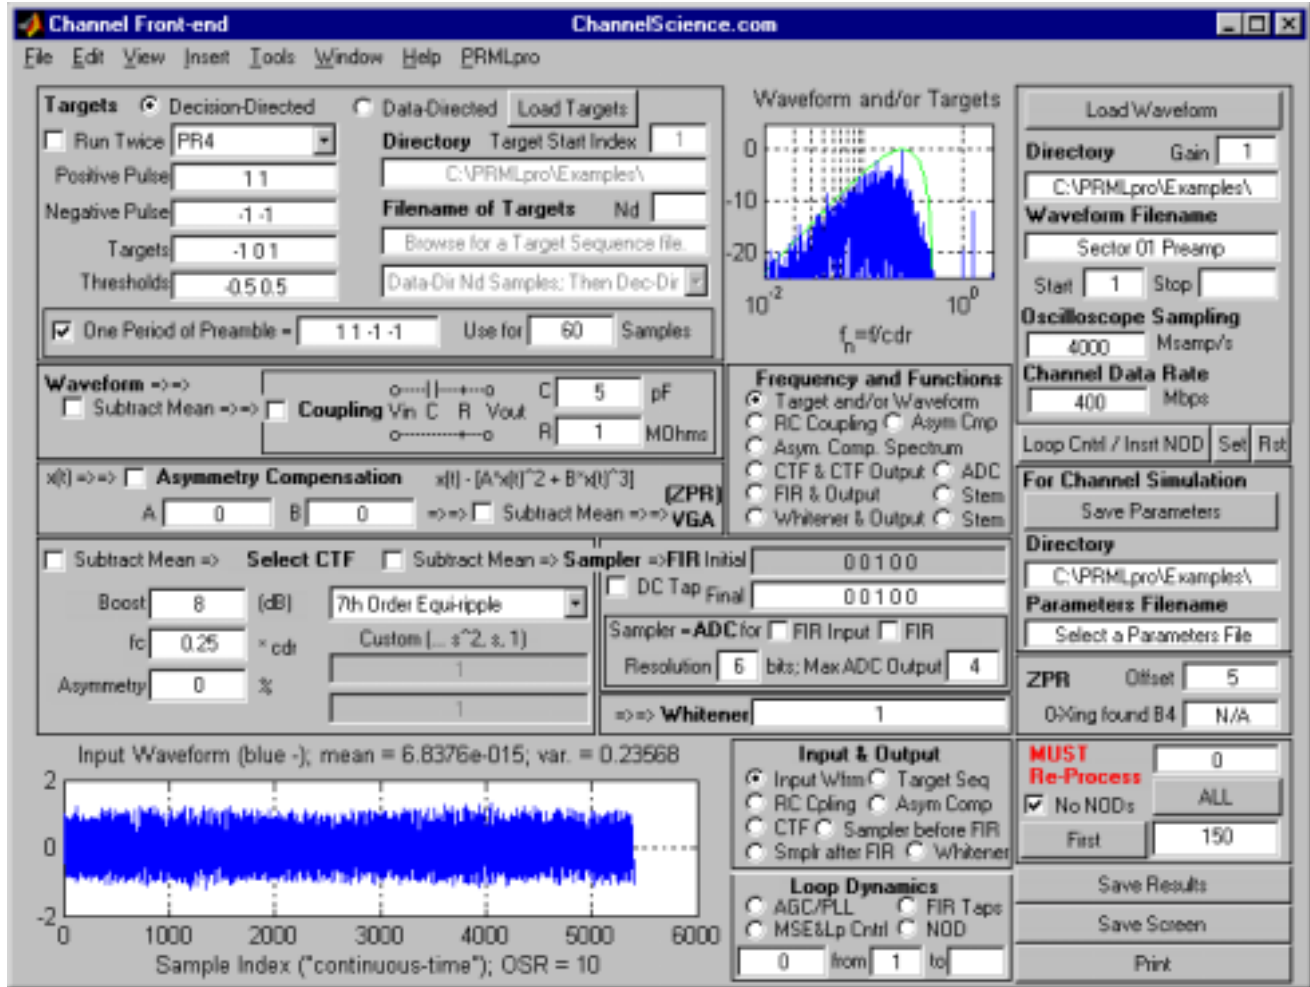 Channel Front-end ChannelScience.com
File Edit View Insert Tools Window Help PRMLpro
Targets Decision-Directed Data-Directed Load Targets
Run Twice PR4 Directory Target Start Index 1
Positive Pulse 1 1 C:\PRMLpro\Examples\
Negative Pulse -1 -1 Filename of Targets Nd
Targets -1 0 1 Browse for a Target Sequence file.
Thresholds -0.5 0.5 Data-Dir Nd Samples; Then Dec-Dir
One Period of Preamble = 1 1 -1 -1 Use for 60 Samples
Waveform and/or Targets
0
-10
-20
10^-2 10^0
f_n=f/cdr
Load Waveform
Directory Gain 1
C:\PRMLpro\Examples\
Waveform Filename
Sector 01 Preamp
Start 1 Stop
Oscilloscope Sampling
4000 Msamp/s
Channel Data Rate
400 Mbps
Loop Cntrl / Insrt NOD Set Rst
Waveform =>=>
Subtract Mean =>=> Coupling Vin C R Vout
C 5 pF
R 1 MOhms
x(t) =>=> Asymmetry Compensation x(t) - [A*x(t)^2 + B*x(t)^3]
A 0 B 0 =>=> Subtract Mean =>=> (ZPR) VGA
Frequency and Functions
Target and/or Waveform
RC Coupling Asym Cmp
Asym. Comp. Spectrum
CTF & CTF Output ADC
FIR & Output Stem
Whitener & Output Stem
For Channel Simulation
Save Parameters
Directory
C:\PRMLpro\Examples\
Parameters Filename
Select a Parameters File
Subtract Mean => Select CTF Subtract Mean => Sampler =>FIR Initial 0 0 1 0 0
DC Tap Final 0 0 1 0 0
Boost 8 (dB) 7th Order Equi-ripple
fc 0.25 * cdr Custom (... s^2, s, 1)
1
Asymmetry 0 %
1
Sampler =ADC for FIR Input FIR
Resolution 6 bits; Max ADC Output 4
=>=> Whitener 1
ZPR Offset 5
0-Xing found B4 N/A
Input Waveform (blue -); mean = 6.8376e-015; var. = 0.23568
2
0
-2
0 1000 2000 3000 4000 5000 6000
Sample Index ("continuous-time"); OSR = 10
Input & Output
Input Wfrm Target Seq
RC Cpling Asym Comp
CTF Sampler before FIR
Smplr after FIR Whitener
Loop Dynamics
AGC/PLL FIR Taps
MSE&Lp Cntrl NOD
0 from 1 to
MUST Re-Process 0
No NODs ALL
First 150
Save Results
Save Screen
Print